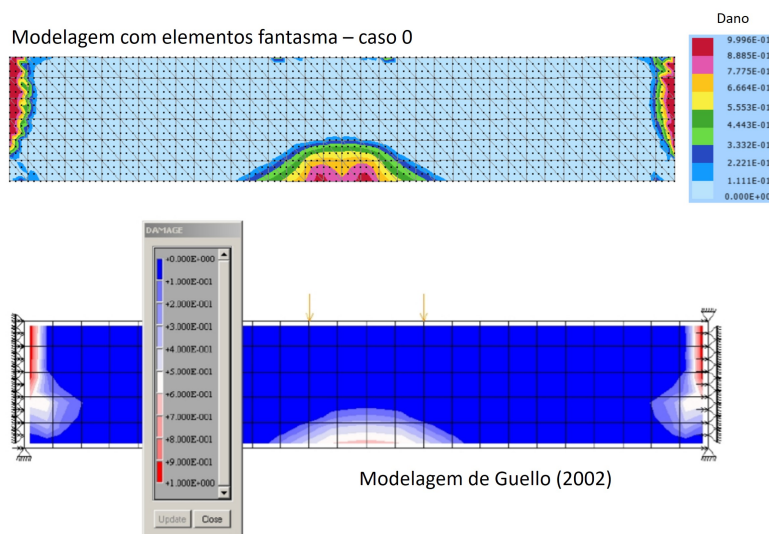 Dano
Modelagem com elementos fantasma – caso 0
9.996E-01
8.885E-01
7.775E-01
6.664E-01
5.553E-01
4.443E-01
3.332E-01
2.221E-01
1.111E-01
0.000E+00
DAMAGE
+0.000E+000
+1.000E-001
+2.000E-001
+3.000E-001
+4.000E-001
+5.000E-001
+6.000E-001
+7.000E-001
+8.000E-001
+9.000E-001
+1.000E+000
Update Close
Modelagem de Guello (2002)